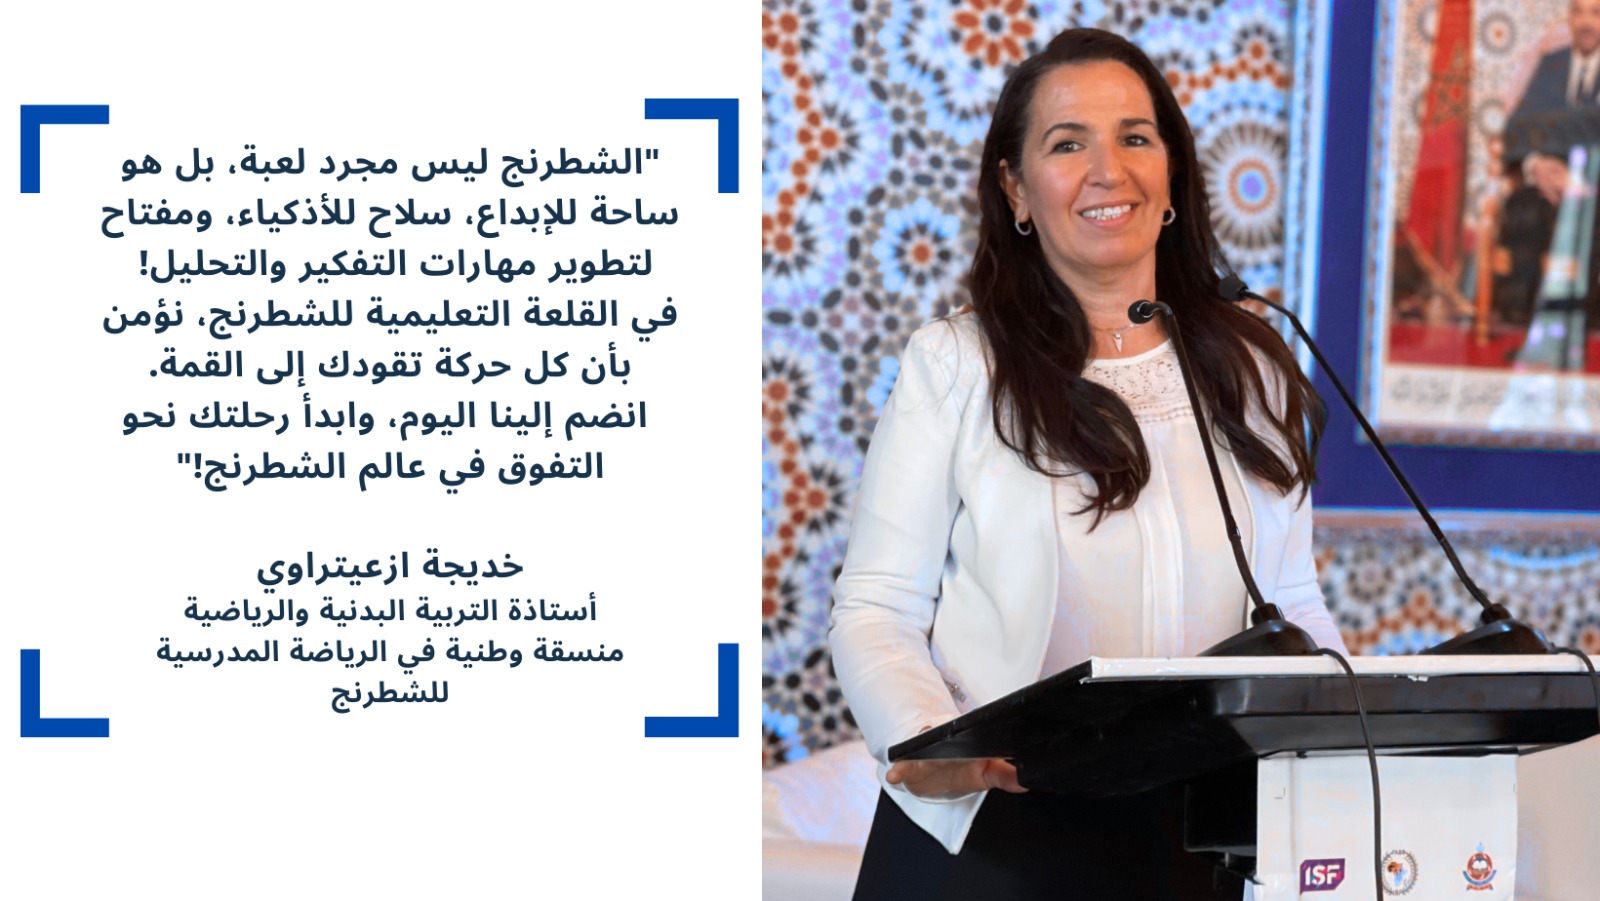 "الشطرنج ليس مجرد لعبة، بل هو
ساحة للإبداع، سلاح للأذكياء، ومفتاح
لتطوير مهارات التفكير والتحليل!
في القلعة التعليمية للشطرنج، نؤمن
بأن كل حركة تقودك إلى القمة.
انضم إلينا اليوم، وابدأ رحلتك نحو
التفوق في عالم الشطرنج!"
خديجة ازعيتراوي
أستاذة التربية البدنية والرياضية
منسقة وطنية في الرياضة المدرسية
للشطرنج
ISF